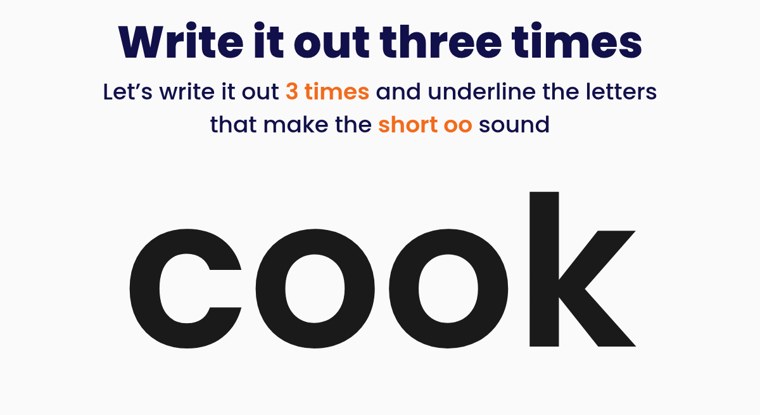 Write it out three times
Let’s write it out 3 times and underline the letters
that make the short oo sound
cook